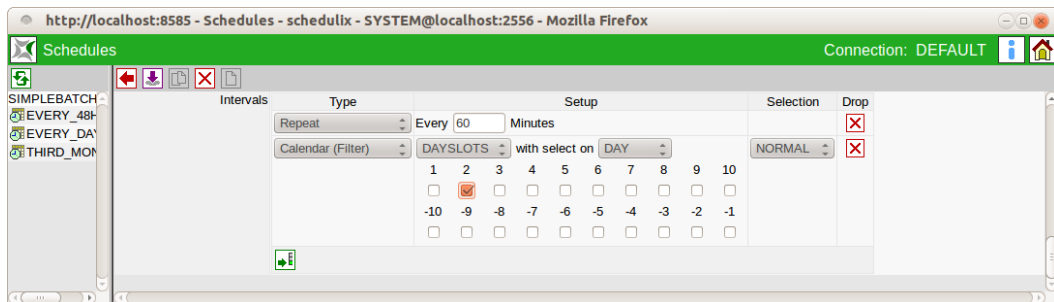 http://localhost:8585 - Schedules - schedulix - SYSTEM@localhost:2556 - Mozilla Firefox
Schedules Connection: DEFAULT
SIMPLEBATCH
EVERY_48H
EVERY_DAY
THIRD_MON
Intervals Type Setup Selection Drop
Repeat Every 60 Minutes
Calendar (Filter) DAYSLOTS with select on DAY NORMAL
1 2 3 4 5 6 7 8 9 10
-10 -9 -8 -7 -6 -5 -4 -3 -2 -1